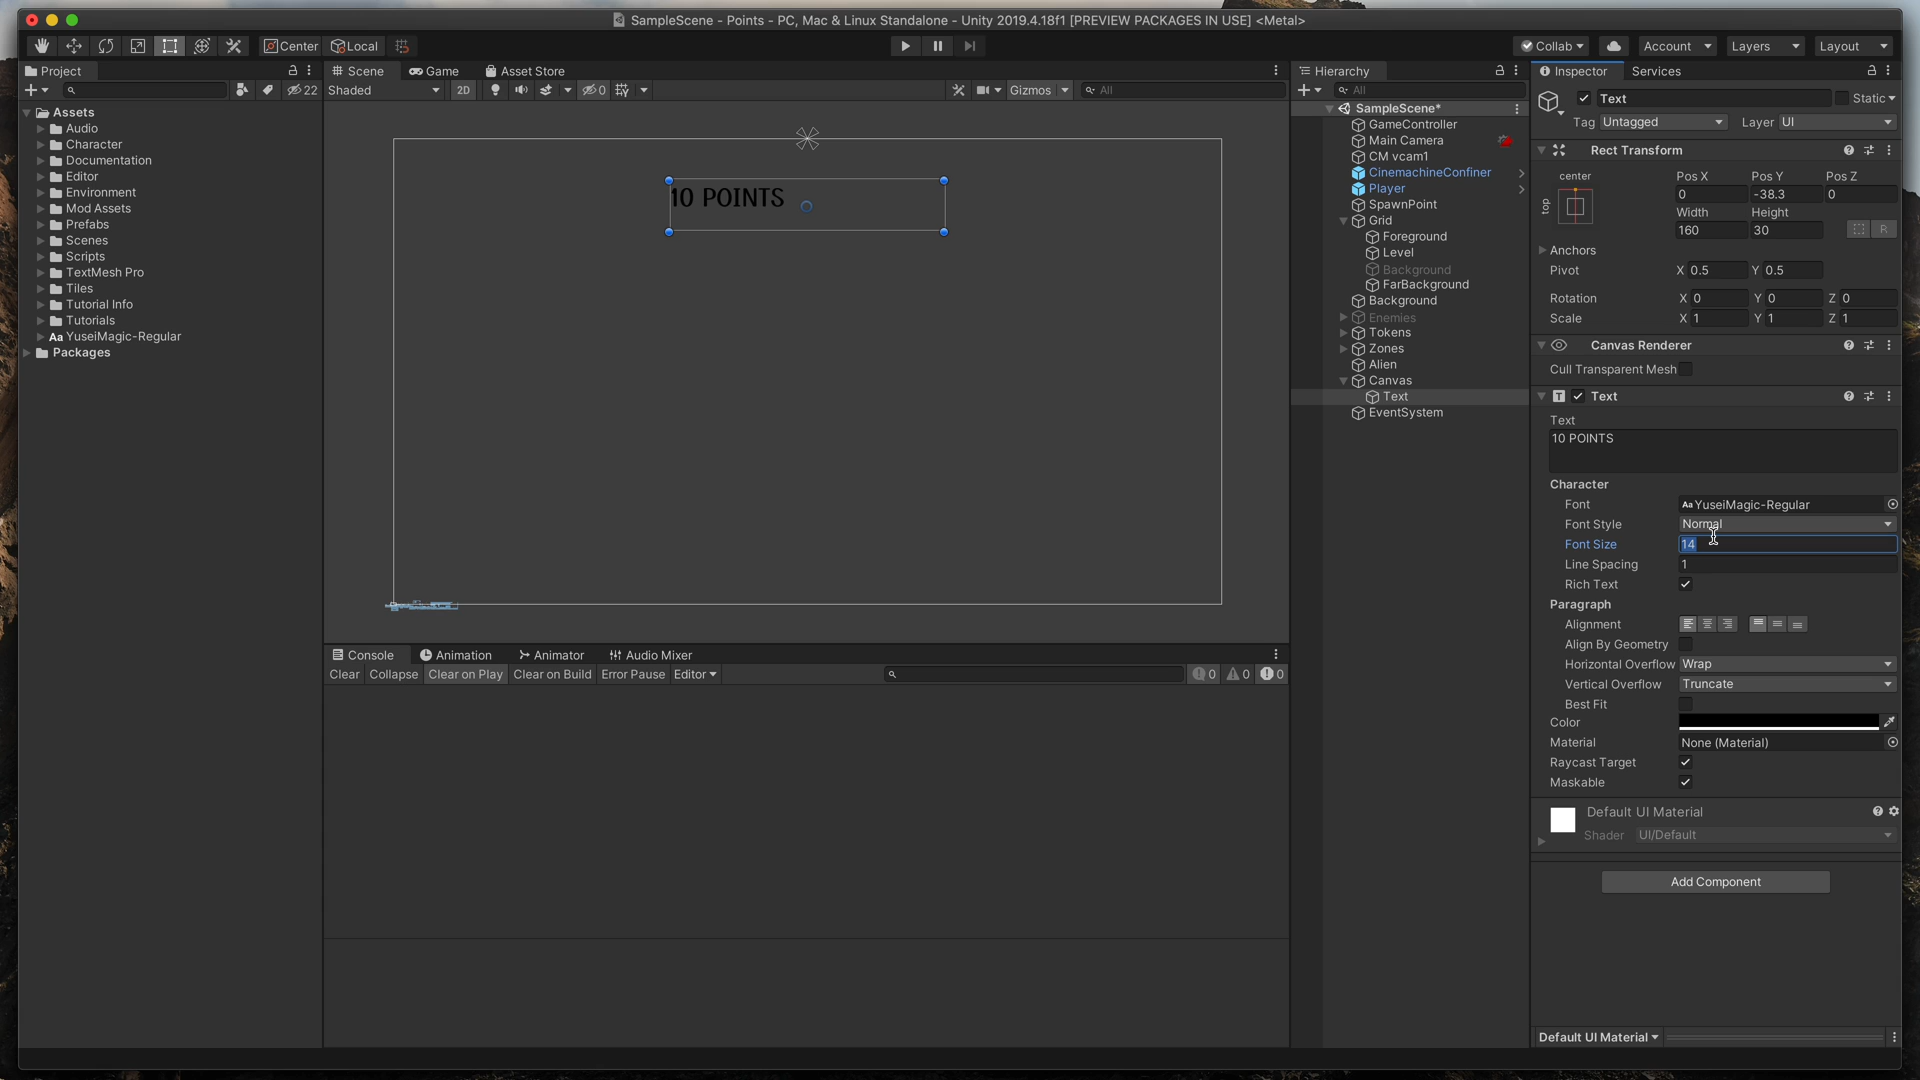 SampleScene - Points - PC, Mac & Linux Standalone - Unity 2019.4.18f1 [PREVIEW PACKAGES IN USE] <Metal>
Center
Local
Collab
Account
Layers
Layout
Project
22
Assets
Audio
Character
Documentation
Editor
Environment
Mod Assets
Prefabs
Scenes
Scripts
TextMesh Pro
Tiles
Tutorial Info
Tutorials
Aa YuseiMagic-Regular
Packages
Scene
Game
Asset Store
Shaded
2D
0
Gizmos
All
10 POINTS
Console
Animation
Animator
Audio Mixer
Clear
Collapse
Clear on Play
Clear on Build
Error Pause
Editor
0
0
0
Hierarchy
All
SampleScene*
GameController
Main Camera
CM vcam1
CinemachineConfiner
Player
SpawnPoint
Grid
Foreground
Level
Background
FarBackground
Background
Enemies
Tokens
Zones
Alien
Canvas
Text
EventSystem
Inspector
Services
Text
Static
Tag Untagged
Layer UI
Rect Transform
center
top
Pos X
Pos Y
Pos Z
0
-38.3
0
Width
Height
160
30
R
Anchors
Pivot X 0.5 Y 0.5
Rotation X 0 Y 0 Z 0
Scale X 1 Y 1 Z 1
Canvas Renderer
Cull Transparent Mesh
T Text
Text
10 POINTS
Character
Font Aa YuseiMagic-Regular
Font Style Normal
Font Size 14
Line Spacing 1
Rich Text
Paragraph
Alignment
Align By Geometry
Horizontal Overflow Wrap
Vertical Overflow Truncate
Best Fit
Color
Material None (Material)
Raycast Target
Maskable
Default UI Material
Shader UI/Default
Add Component
Default UI Material